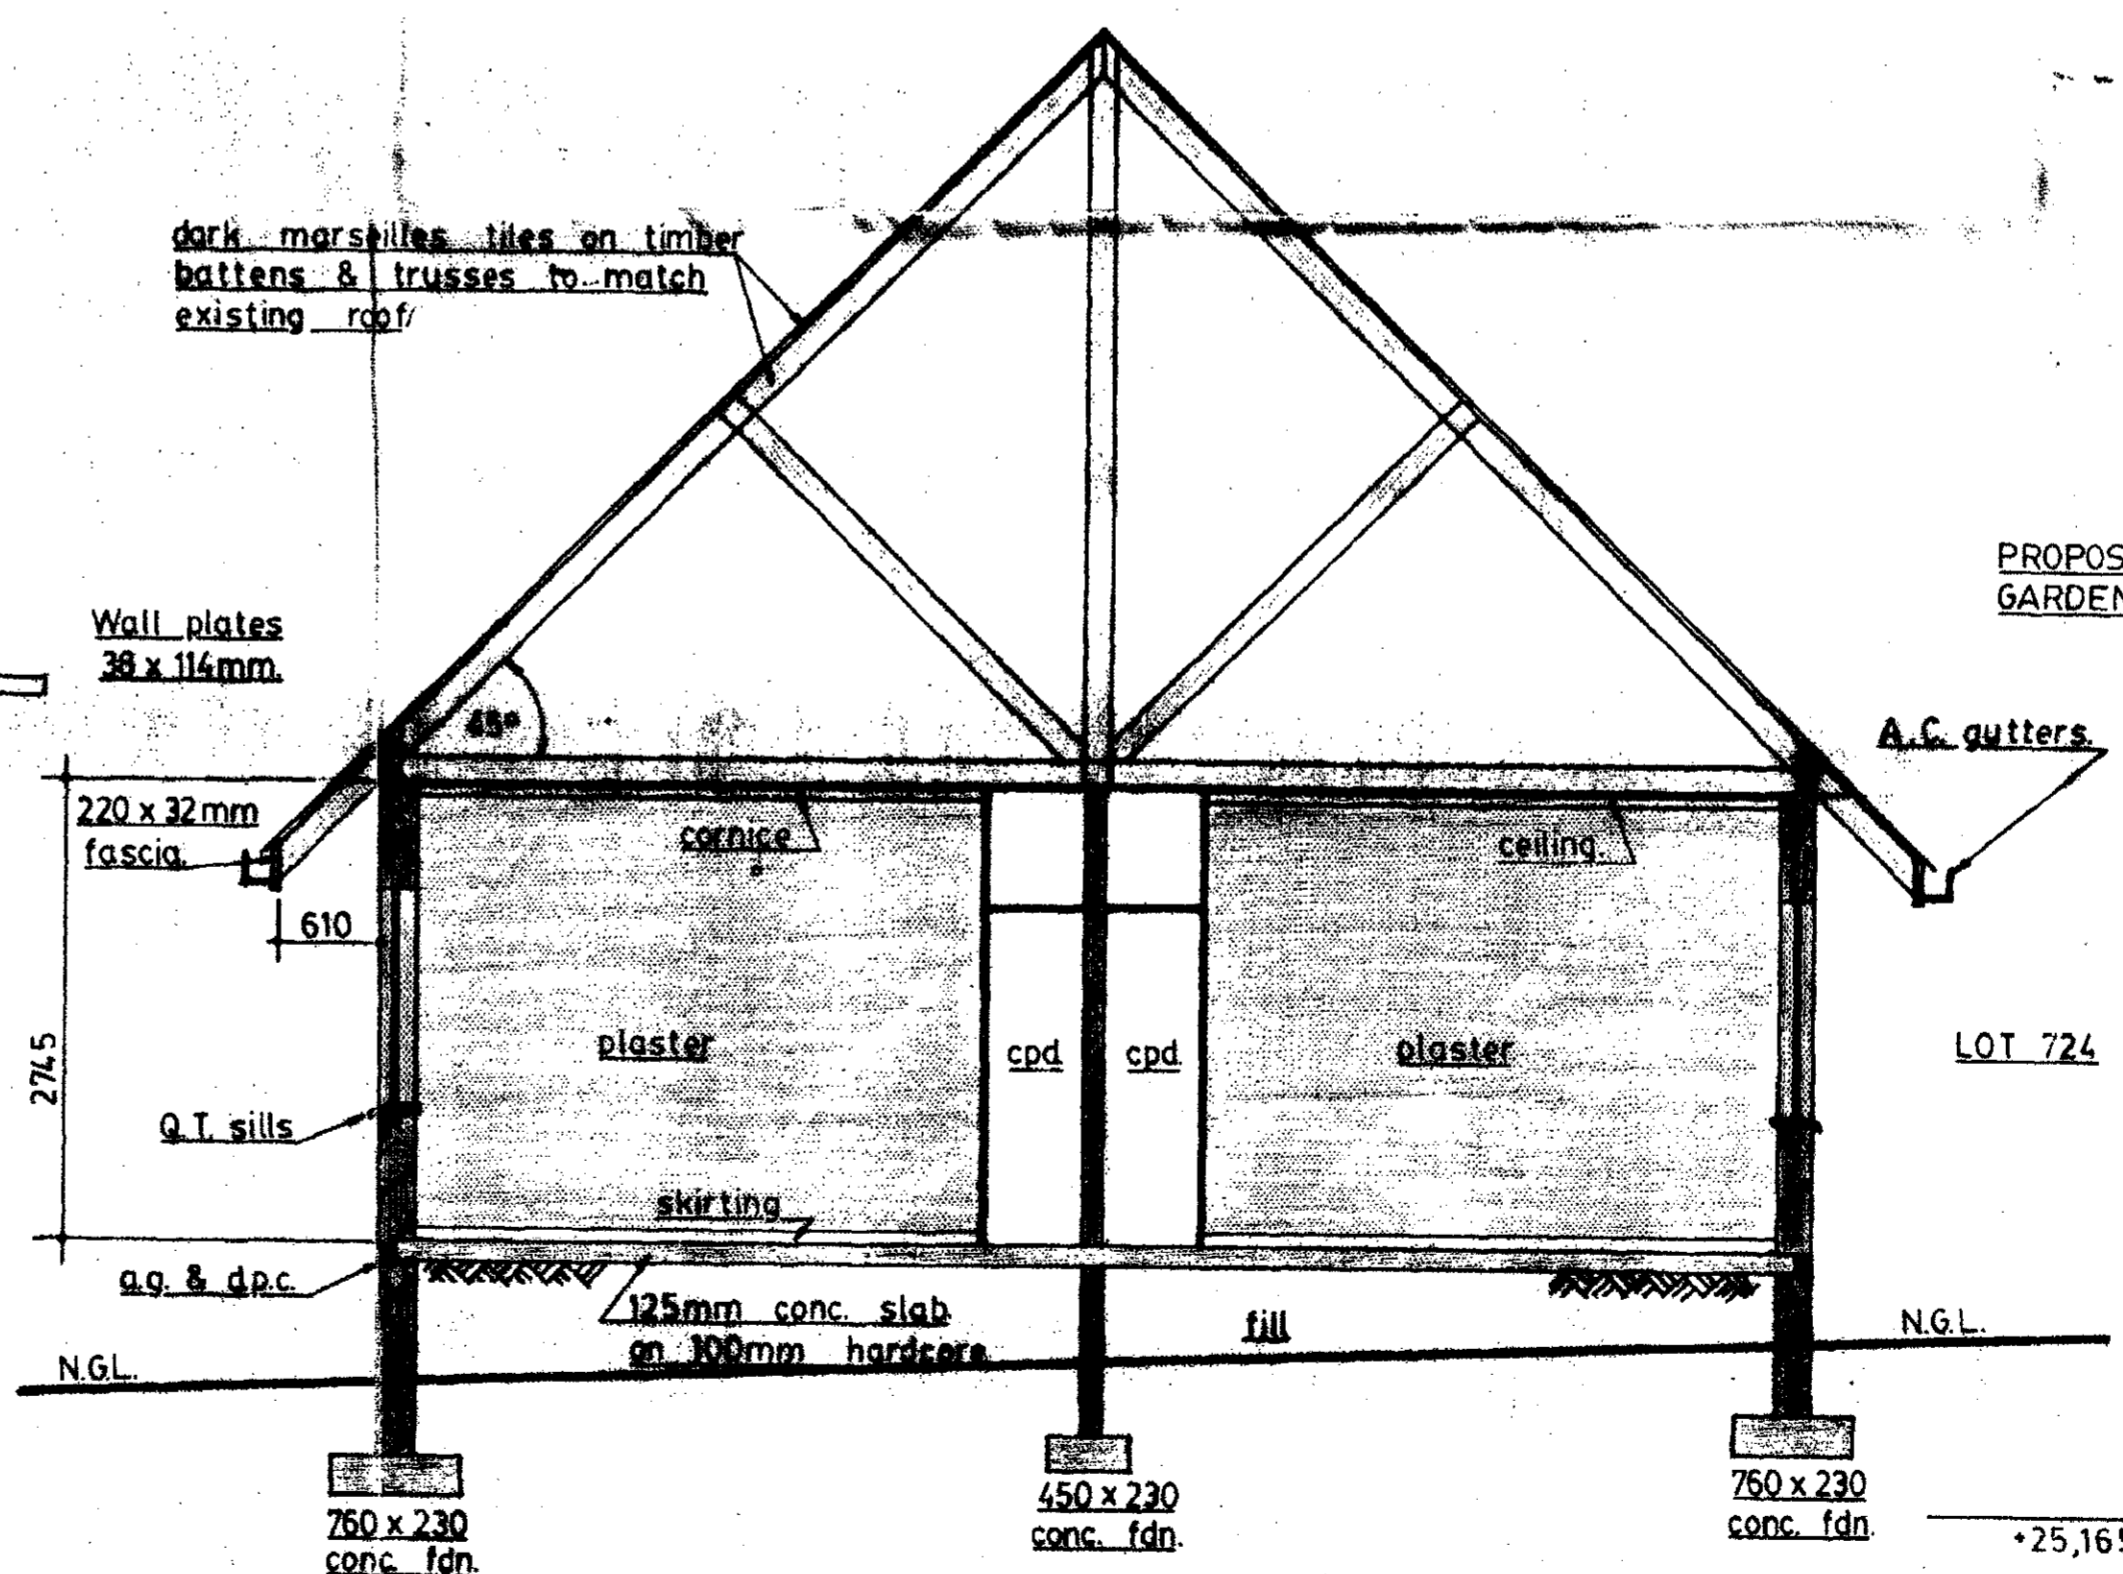 dark marseilles tiles on timber
battens & trusses to match
existing roof
PROPOS
GARDEN
Wall plates
38 x 114mm.
45°
A.C. gutters.
220 x 32mm
fascia.
cornice
ceiling.
610
2745
plaster
cpd
cpd.
plaster
LOT 724
Q.T. sills
skirting
a.g. & d.p.c.
125mm conc. slab
on 100mm hardcore
fill
N.G.L.
N.G.L.
760 x 230
conc. fdn.
450 x 230
conc. fdn.
760 x 230
conc. fdn.
+25,165